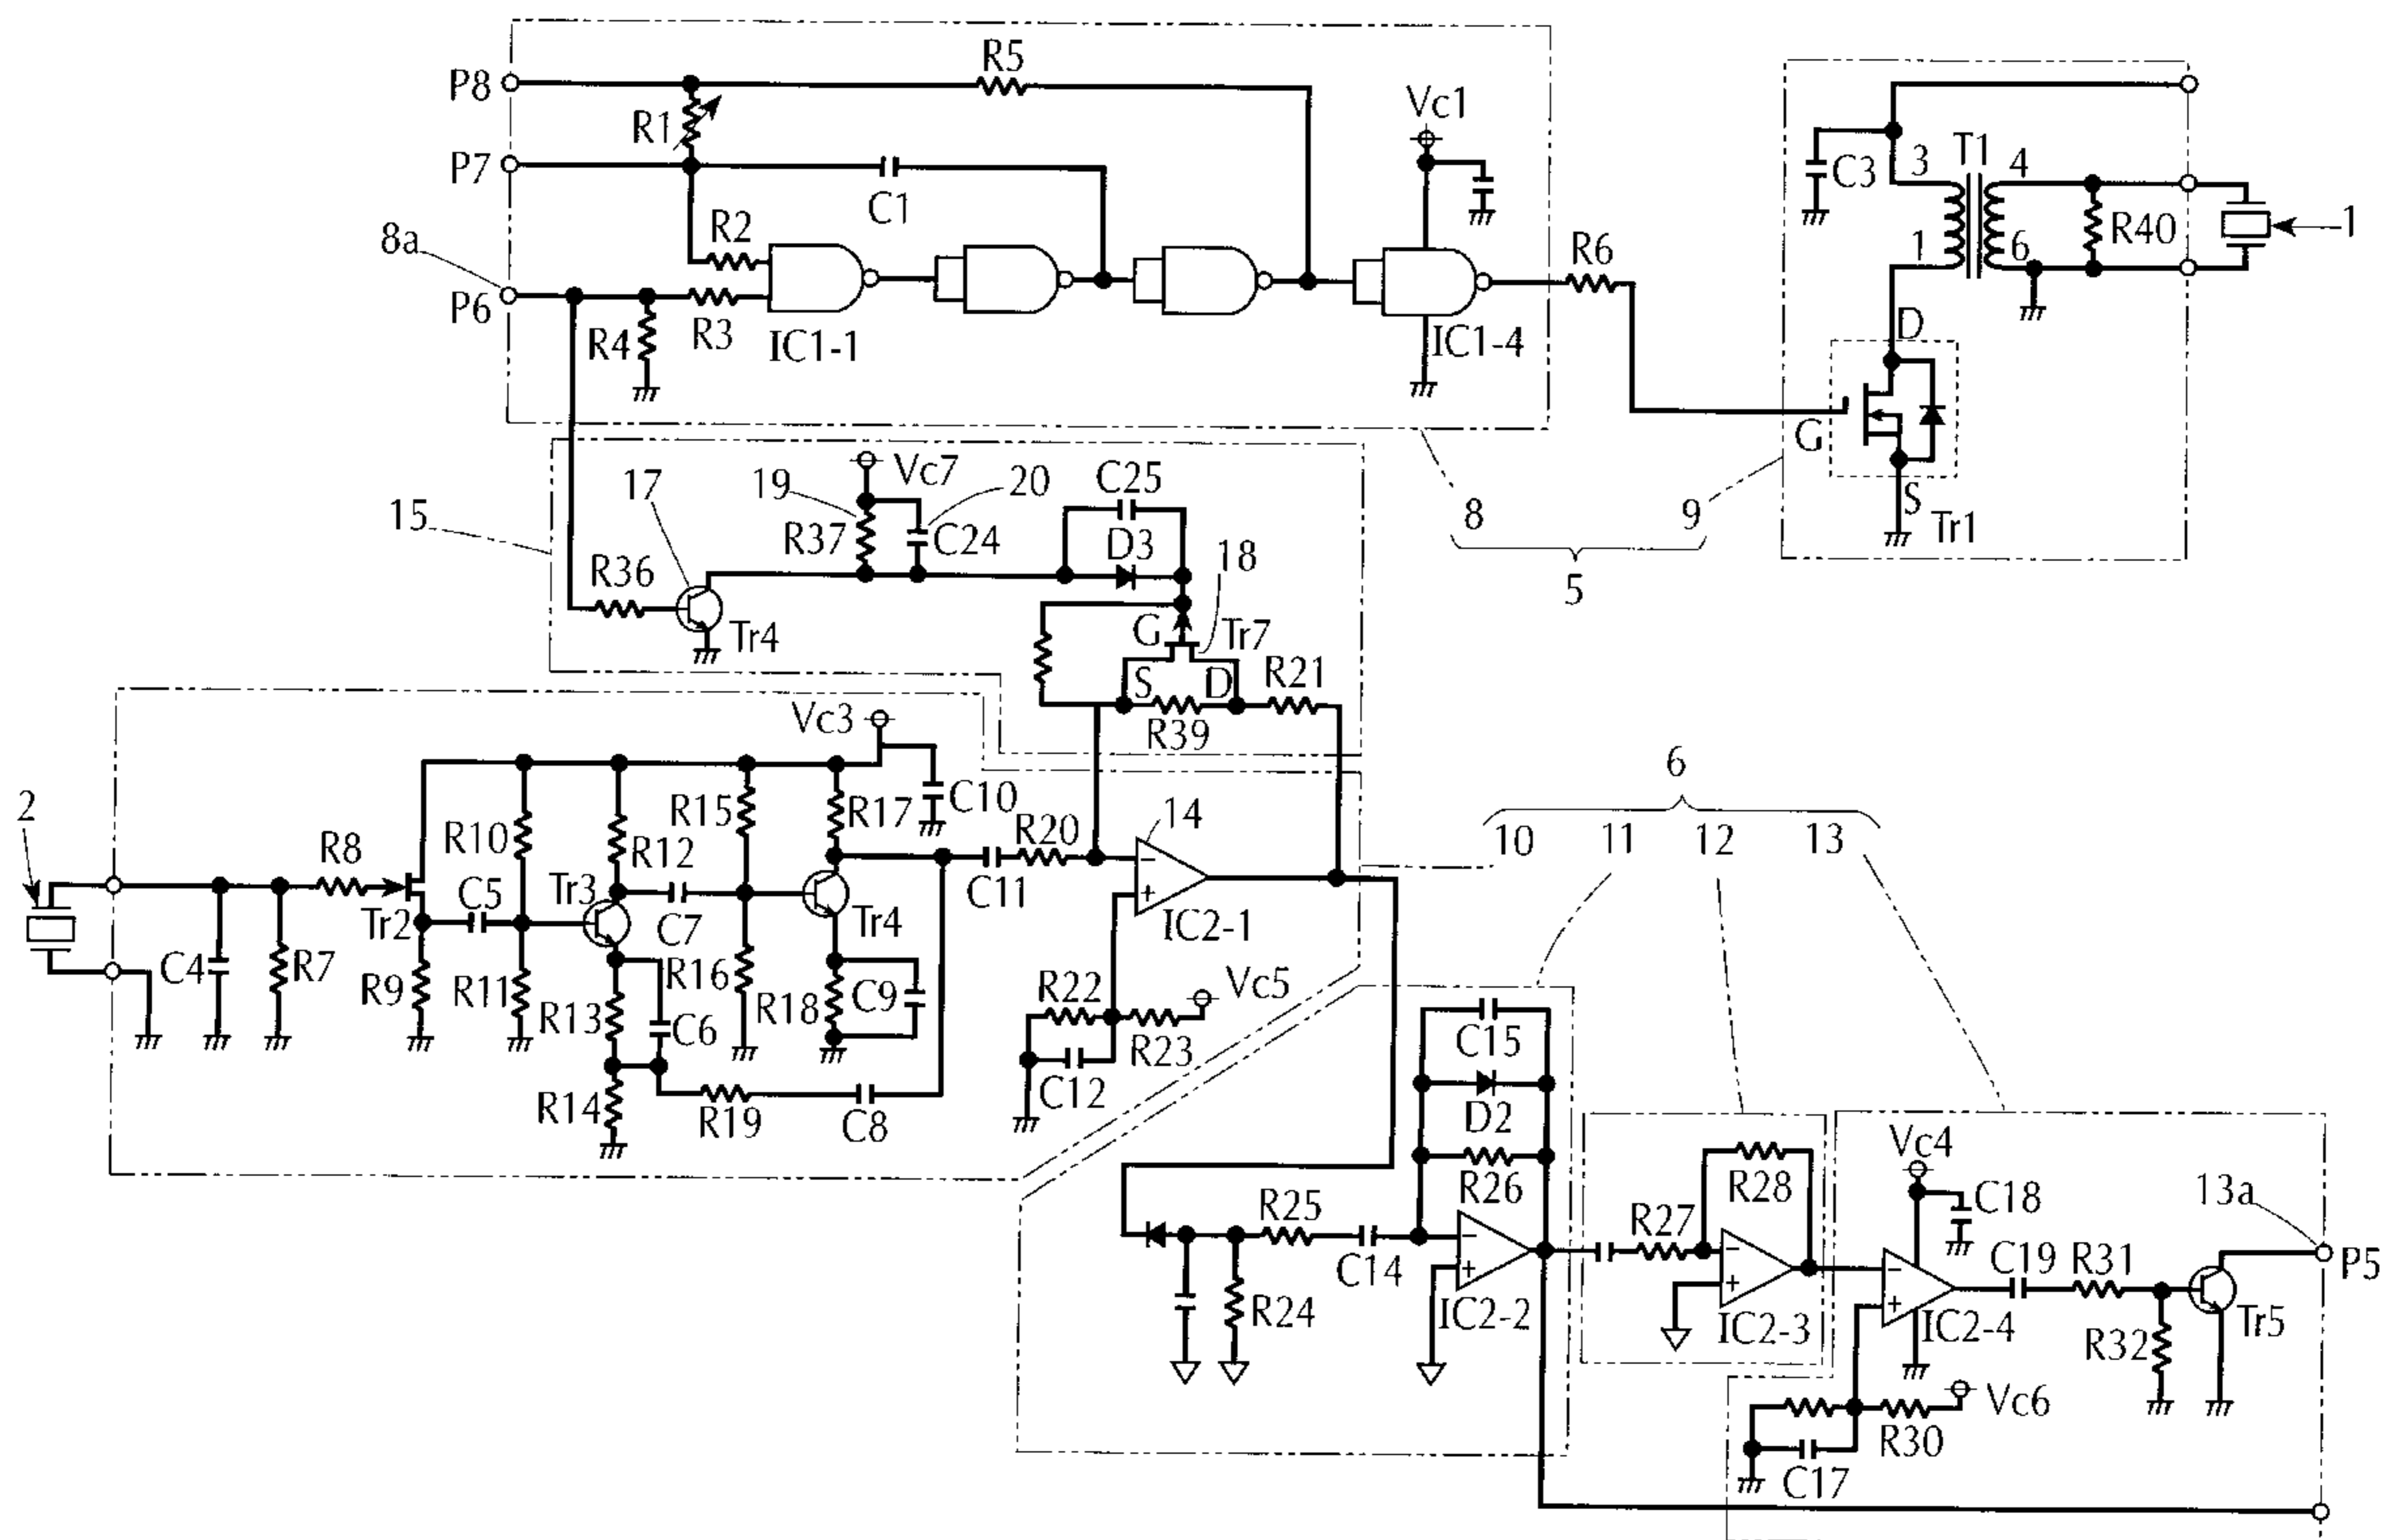 P8
R5
R1
Vc1
P7
C1
T1
3
4
C3
R2
8a
R6
1
6
R40
1
P6
R4
R3
IC1-1
IC1-4
D
G
S
Tr1
15
17
19
Vc7
20
C25
R37
C24
D3
18
8
9
5
R36
Tr4
G
Tr7
S
D
R21
R39
Vc3
2
R10
R15
R17
C10
R20
14
6
10
11
12
13
R8
R12
C5
Tr3
Tr2
C7
Tr4
C11
IC2-1
C4
R7
R9
R11
R13
C6
R16
R18
C9
R22
Vc5
R23
C12
R14
R19
C8
C15
D2
R26
R28
Vc4
C18
13a
R25
C14
R27
R24
IC2-2
IC2-3
IC2-4
C19
R31
P5
Tr5
R32
Vc6
R30
C17
-
+
-
+
-
+
-
+